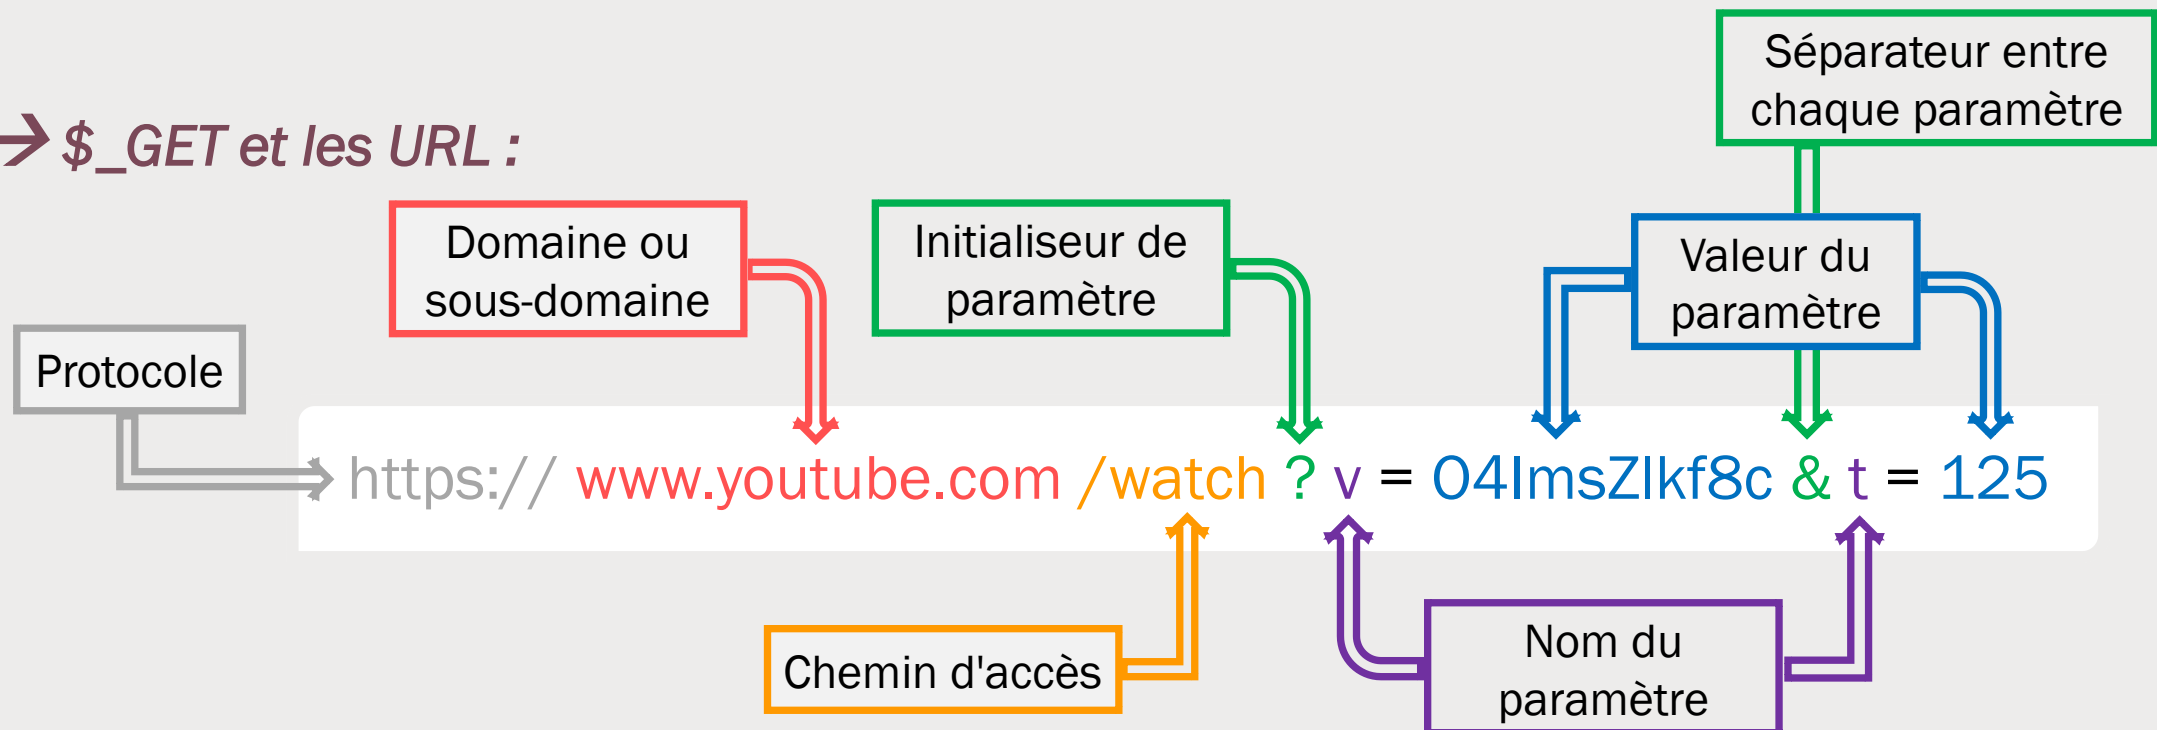 Séparateur entre
chaque paramètre
→ $_GET et les URL :
Domaine ou
sous-domaine
Initialiseur de
paramètre
Valeur du
paramètre
Protocole
https:// www.youtube.com /watch ? v = O4ImsZIkf8c & t = 125
Chemin d'accès
Nom du
paramètre